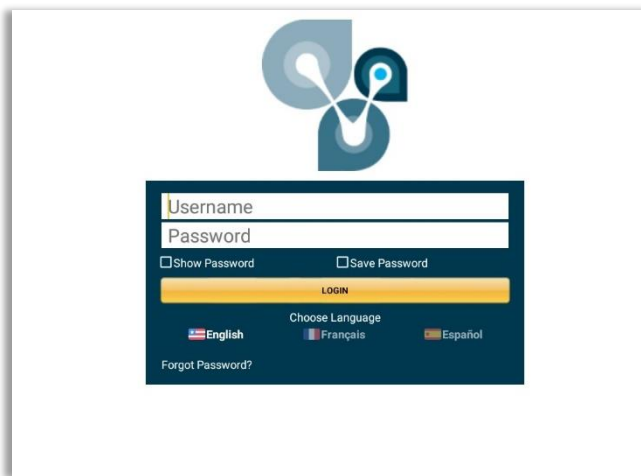 Username
Password
Show Password Save Password
LOGIN
Choose Language
English Français Español
Forgot Password?